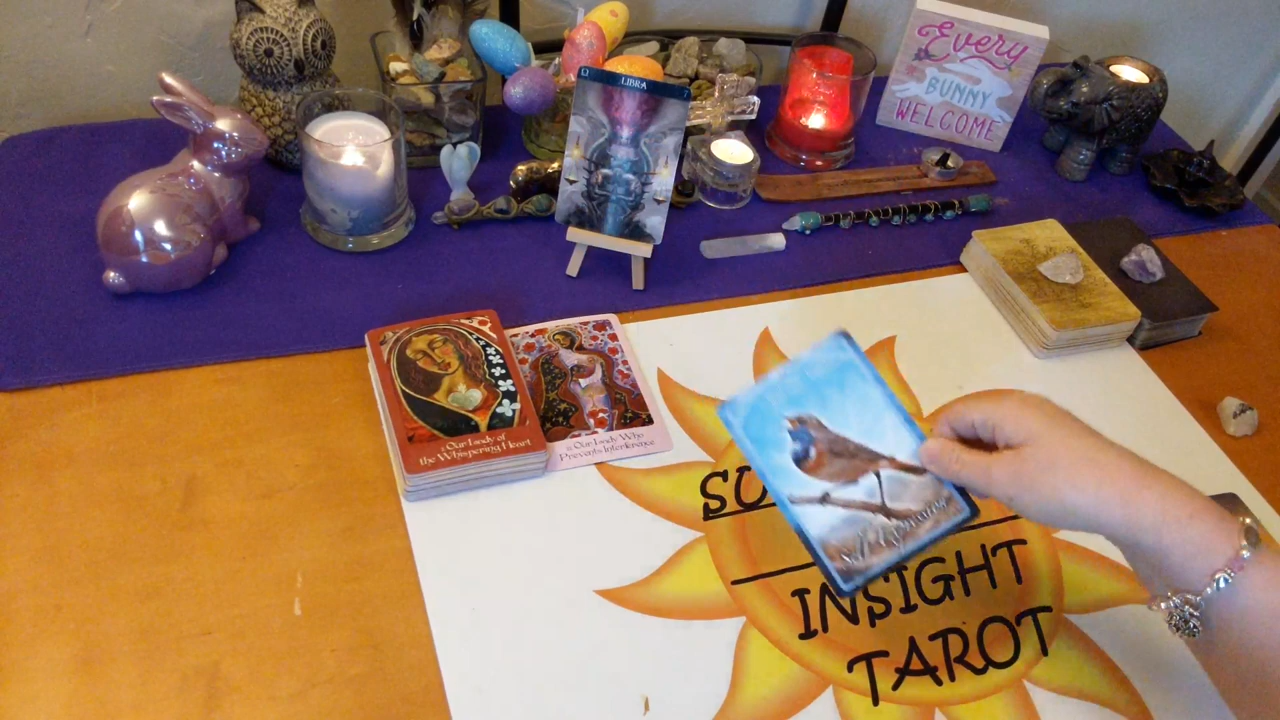 LIBRA
Every
BUNNY
WELCOME
Our Lady of
the Whispering Heart
Our Lady Who
Prevents Interference
INSIGHT
TAROT